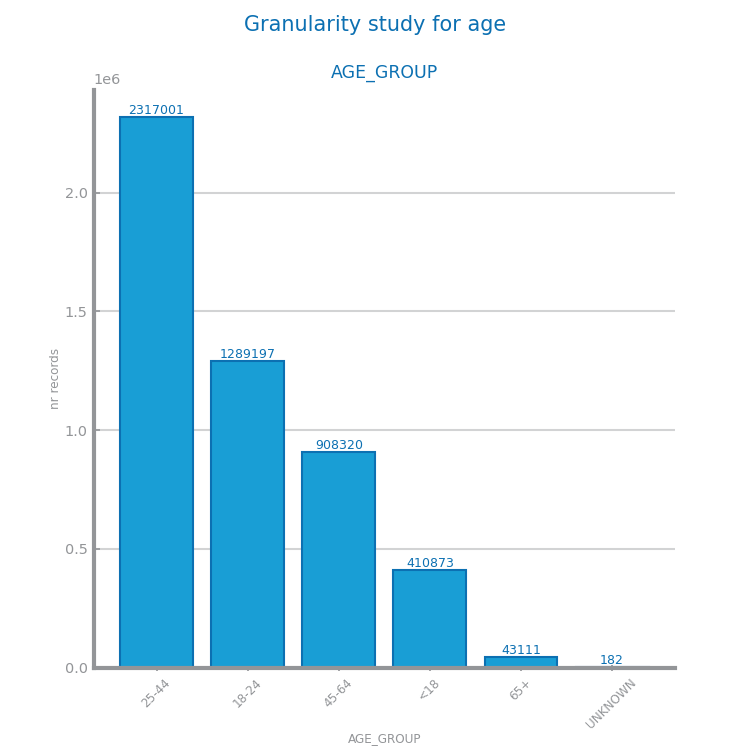 Granularity study for age
AGE_GROUP
1e6
2317001
2.0
1.5
1289197
nr records
1.0
908320
0.5
410873
43111
182
0.0
25-44
18-24
45-64
<18
65+
UNKNOWN
AGE_GROUP